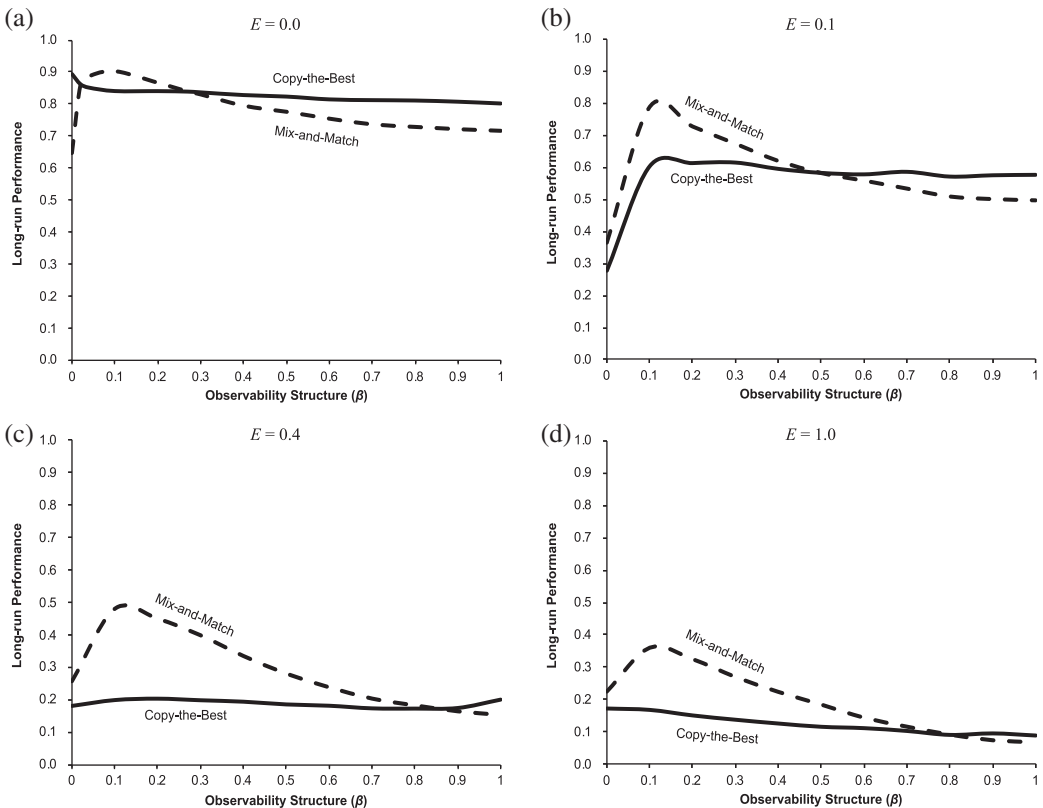 (a)
E = 0.0
1.0
0.9
0.8
0.7
0.6
0.5
0.4
0.3
0.2
0.1
0.0
Long-run Performance
Copy-the-Best
Mix-and-Match
0 0.1 0.2 0.3 0.4 0.5 0.6 0.7 0.8 0.9 1
Observability Structure (β)
(b)
E = 0.1
1.0
0.9
0.8
0.7
0.6
0.5
0.4
0.3
0.2
0.1
0.0
Long-run Performance
Mix-and-Match
Copy-the-Best
0 0.1 0.2 0.3 0.4 0.5 0.6 0.7 0.8 0.9 1
Observability Structure (β)
(c)
E = 0.4
1.0
0.9
0.8
0.7
0.6
0.5
0.4
0.3
0.2
0.1
0.0
Long-run Performance
Mix-and-Match
Copy-the-Best
0 0.1 0.2 0.3 0.4 0.5 0.6 0.7 0.8 0.9 1
Observability Structure (β)
(d)
E = 1.0
1.0
0.9
0.8
0.7
0.6
0.5
0.4
0.3
0.2
0.1
0.0
Long-run Performance
Mix-and-Match
Copy-the-Best
0 0.1 0.2 0.3 0.4 0.5 0.6 0.7 0.8 0.9 1
Observability Structure (β)